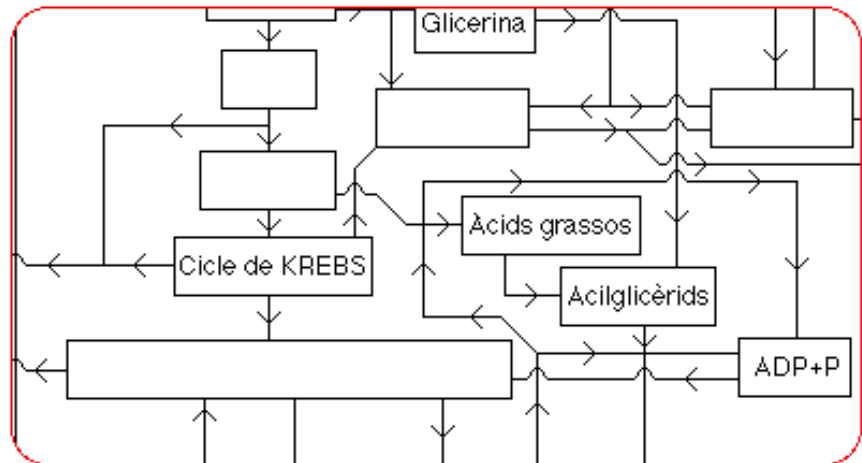 Glicerina
Àcids grassos
Cicle de KREBS
Acilglicèrids
ADP+P